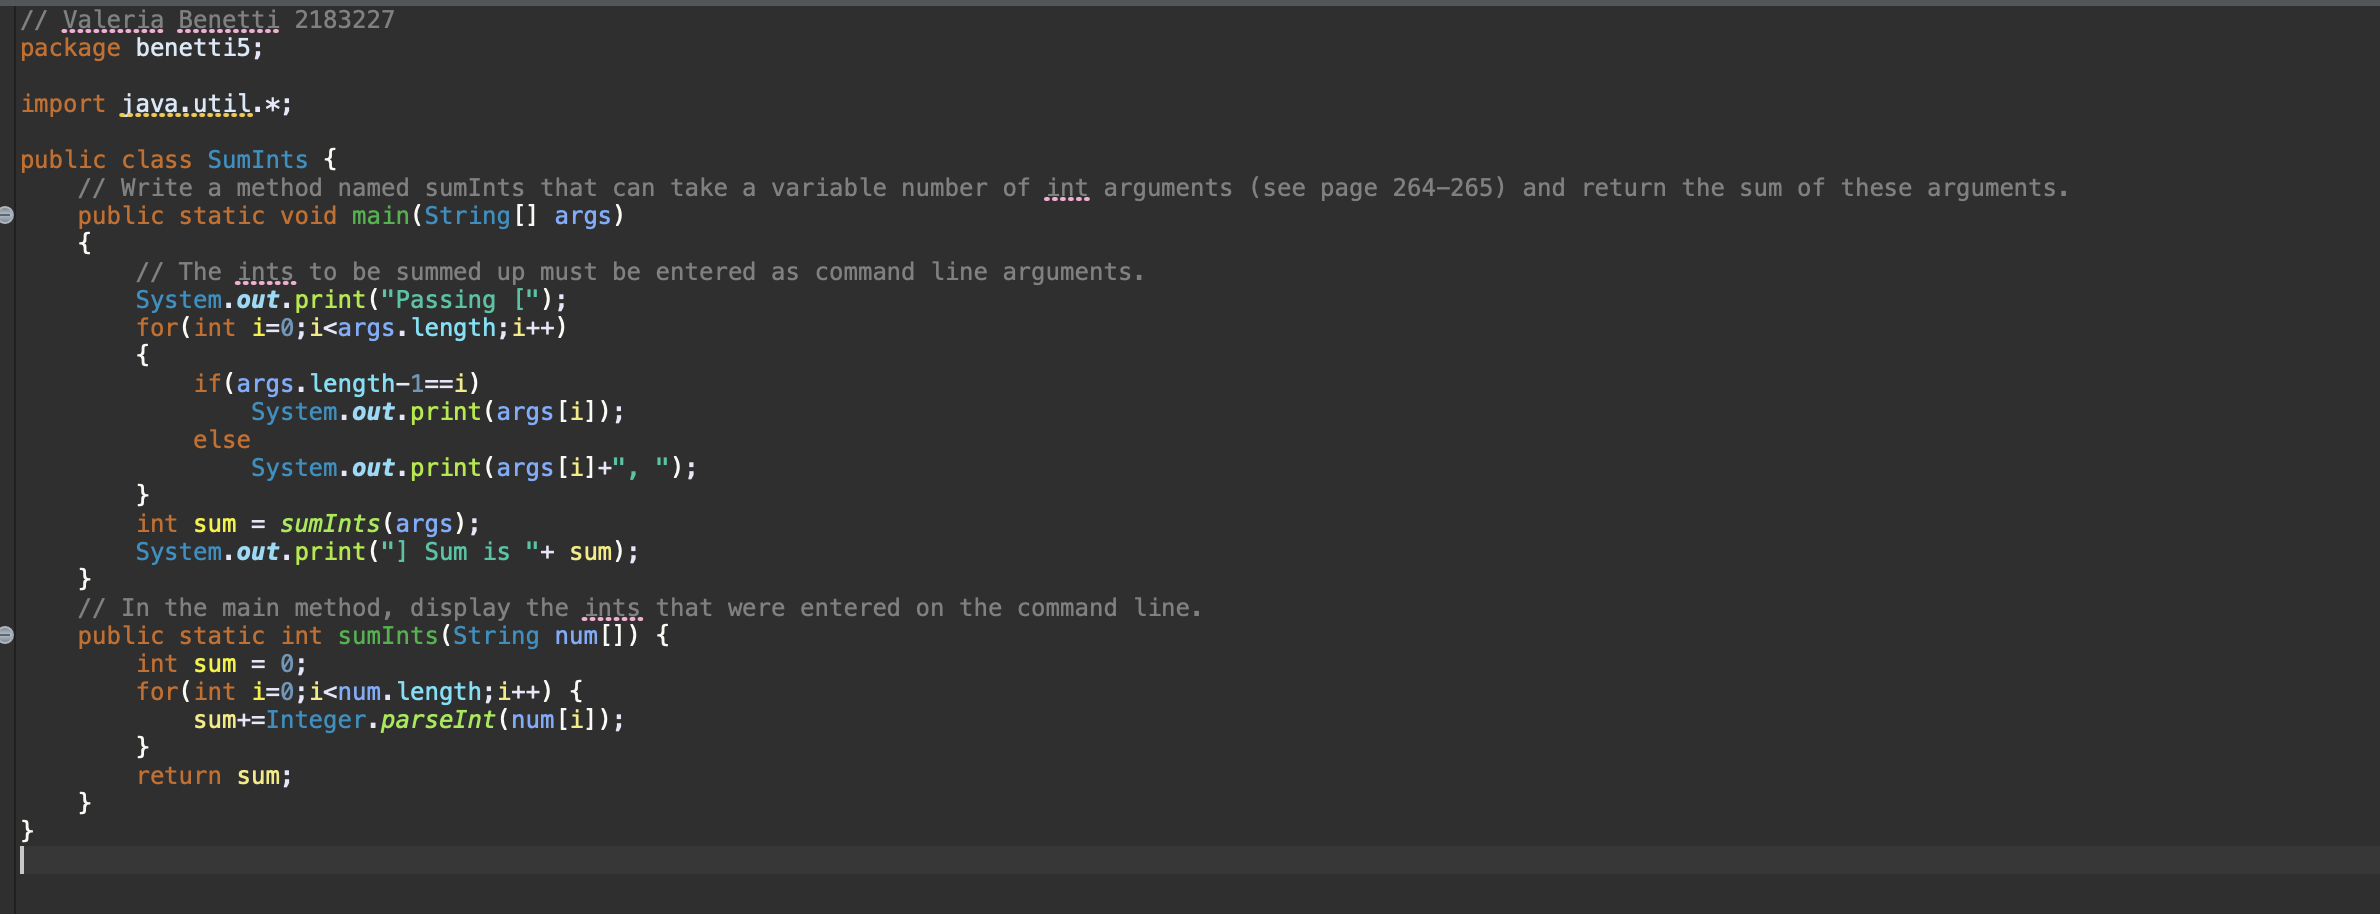 // Valeria Benetti 2183227
package benetti5;
import java.util.*;
public class SumInts {
// Write a method named sumInts that can take a variable number of int arguments (see page 264-265) and return the sum of these arguments.
public static void main(String[] args)
{
// The ints to be summed up must be entered as command line arguments.
System.out.print("Passing [");
for(int i=0;i<args.length;i++)
{
if(args.length-1==i)
System.out.print(args[i]);
else
System.out.print(args[i]+", ");
}
int sum = sumInts(args);
System.out.print("] Sum is "+ sum);
}
// In the main method, display the ints that were entered on the command line.
public static int sumInts(String num[]) {
int sum = 0;
for(int i=0;i<num.length;i++) {
sum+=Integer.parseInt(num[i]);
}
return sum;
}
}